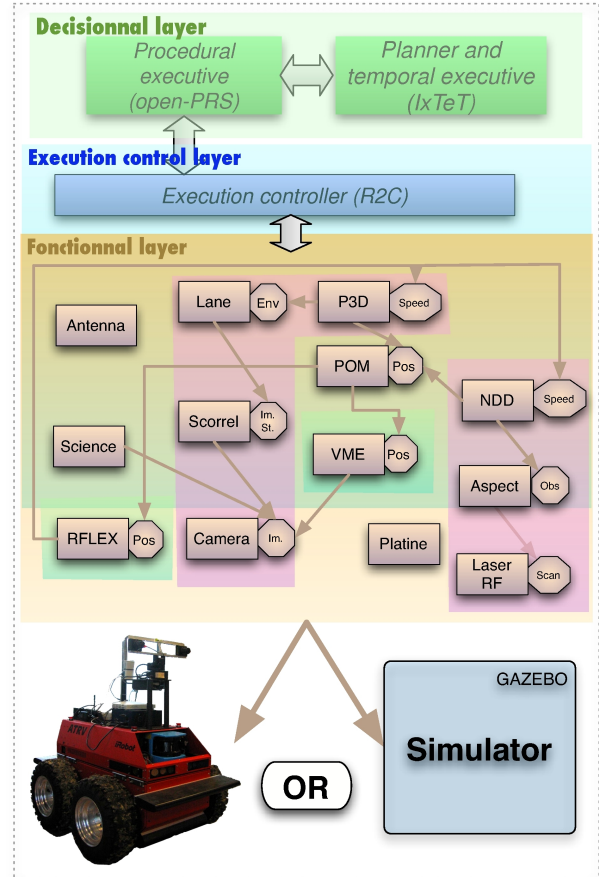 Decisionnal layer
Procedural
executive
(open-PRS)
Planner and
temporal executive
(IxTeT)
Execution control layer
Execution controller (R2C)
Fonctionnal layer
Antenna
Lane
Env
P3D
Speed
POM
Pos
NDD
Speed
Scorrel
Im.
St.
Science
VME
Pos
Aspect
Obs
RFLEX
Pos
Camera
Im.
Platine
Laser
RF
Scan
ATRV
iRobot
GAZEBO
Simulator
OR